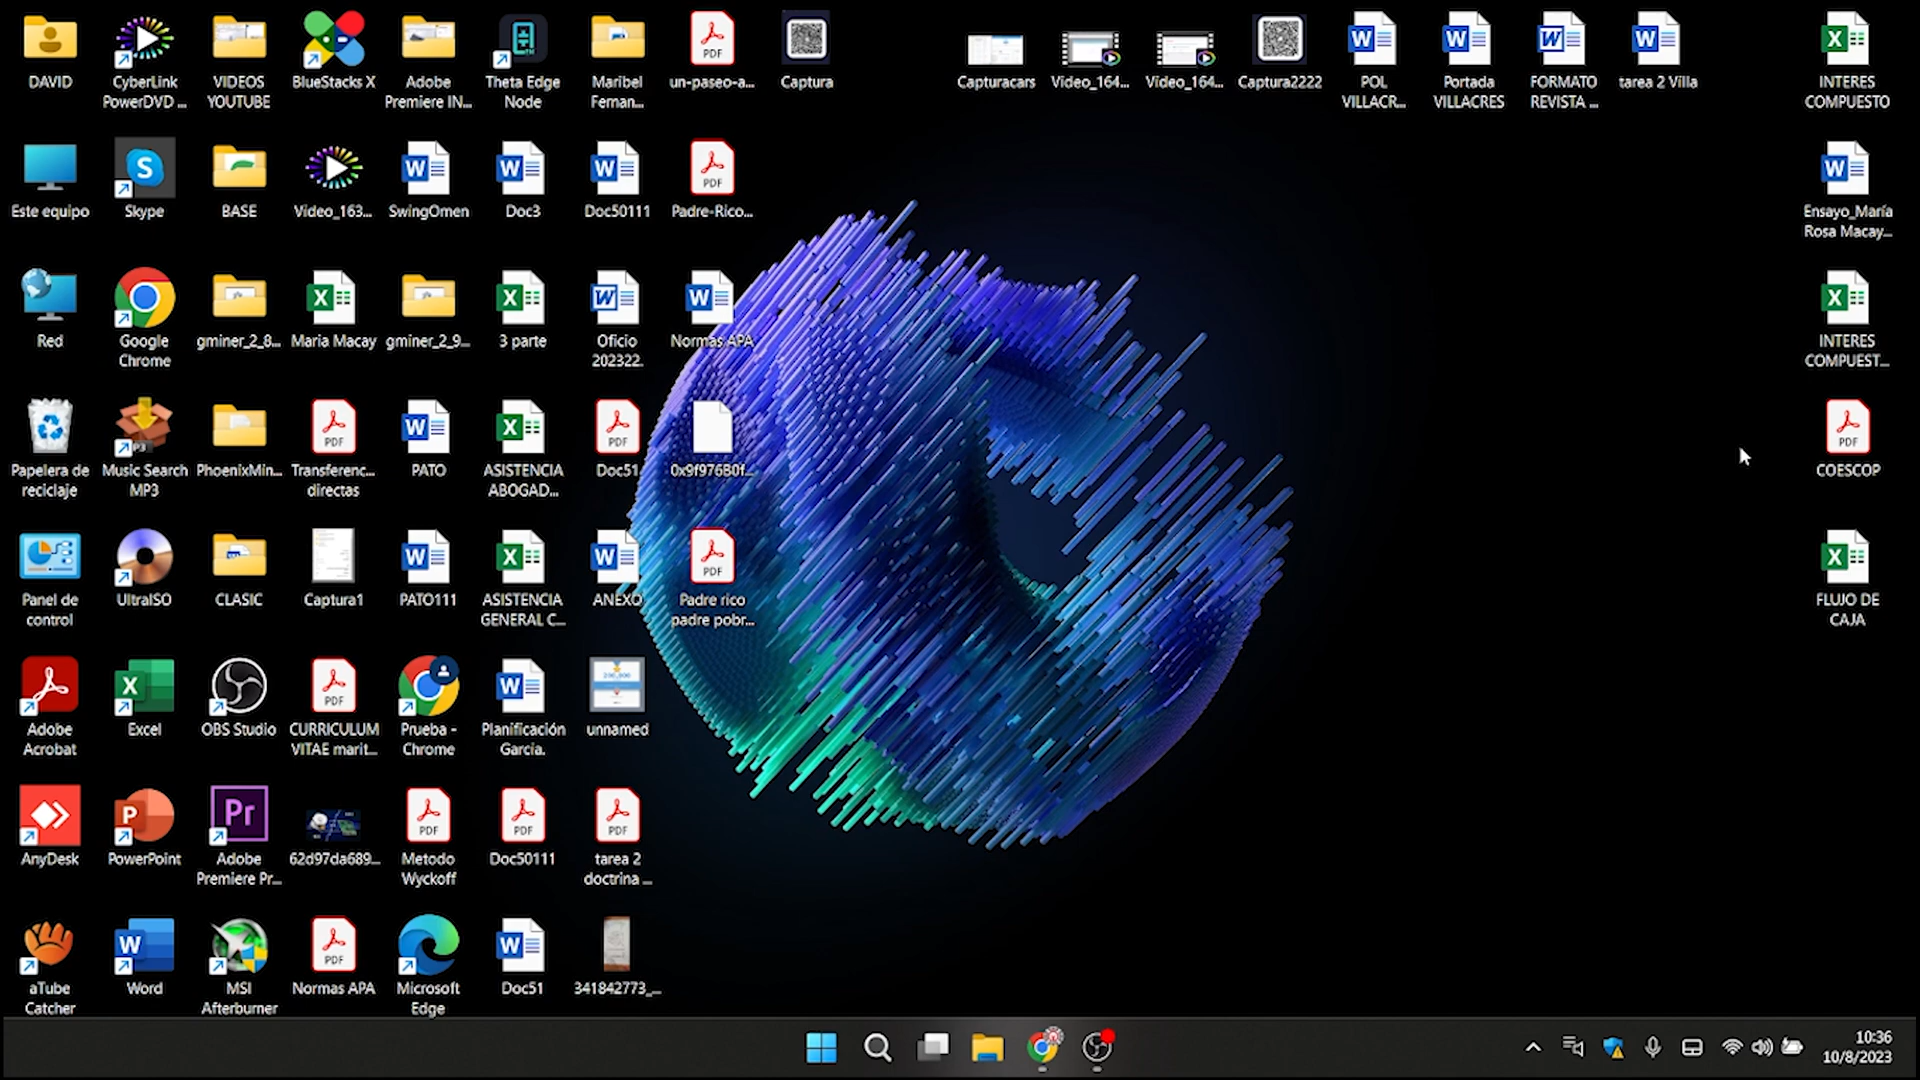 DAVID
CyberLink
PowerDVD ...
VIDEOS
YOUTUBE
BlueStacks X
Adobe
Premiere IN...
Theta Edge
Node
Maribel
Fernan...
un-paseo-a...
Captura
Capturacars
Video_164...
Video_164...
Captura2222
POL
VILLACR...
Portada
VILLACRES
FORMATO
REVISTA ...
tarea 2 Villa
INTERES
COMPUESTO
Este equipo
Skype
BASE
Video_163...
SwingOmen
Doc3
Doc50111
Padre-Rico...
Ensayo_María
Rosa Macay...
Red
Google
Chrome
gminer_2_8...
Maria Macay
gminer_2_9...
3 parte
Oficio
202322.
Normas APA
INTERES
COMPUEST...
Papelera de
reciclaje
Music Search
MP3
PhoenixMin...
Transferenc...
directas
PATO
ASISTENCIA
ABOGAD...
Doc51
0x9f976B0f...
COESCOP
Panel de
control
UltraISO
CLASIC
Captura1
PATO111
ASISTENCIA
GENERAL C...
ANEXO
Padre rico
padre pobr...
FLUJO DE
CAJA
Adobe
Acrobat
Excel
OBS Studio
CURRICULUM
VITAE marit...
Prueba -
Chrome
Planificación
Garcia.
unnamed
AnyDesk
PowerPoint
Adobe
Premiere Pr...
62d97da689...
Metodo
Wyckoff
Doc50111
tarea 2
doctrina ...
aTube
Catcher
Word
MSI
Afterburner
Normas APA
Microsoft
Edge
Doc51
341842773_...
10:36
10/8/2023